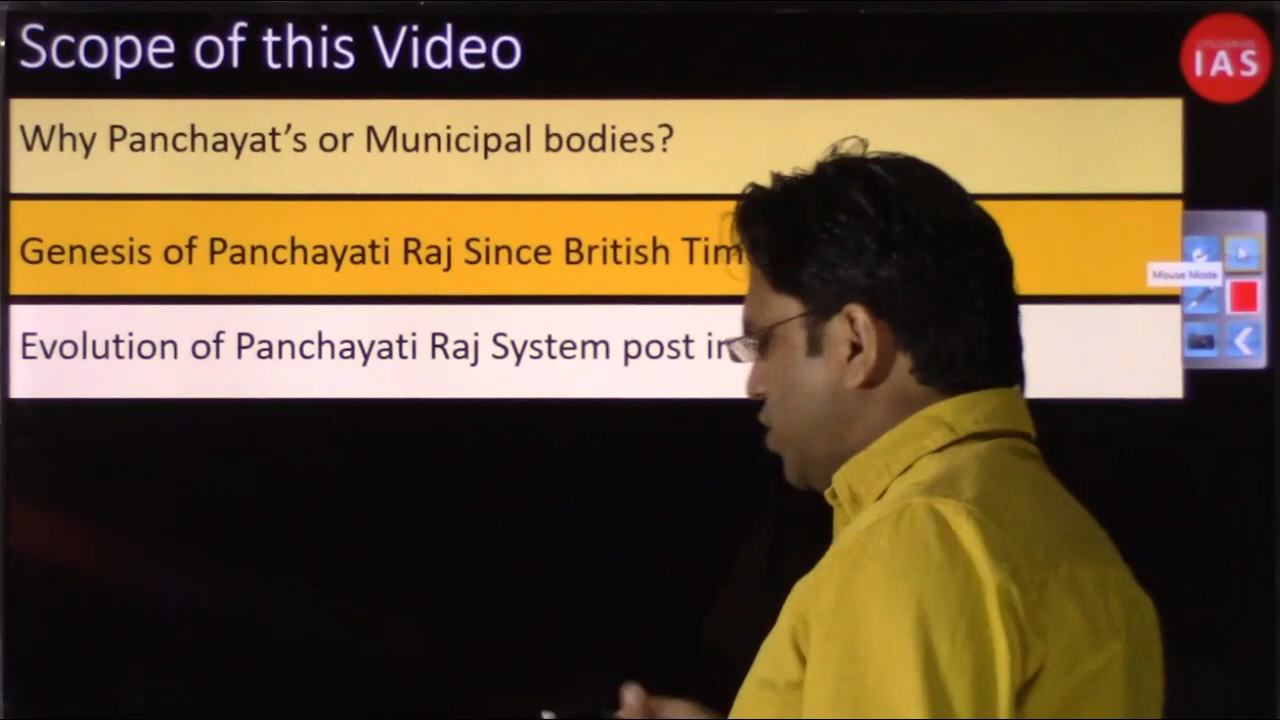 Scope of this Video
IAS
Why Panchayat's or Municipal bodies?
Genesis of Panchayati Raj Since British Tim
Mouse Mode
Evolution of Panchayati Raj System post in